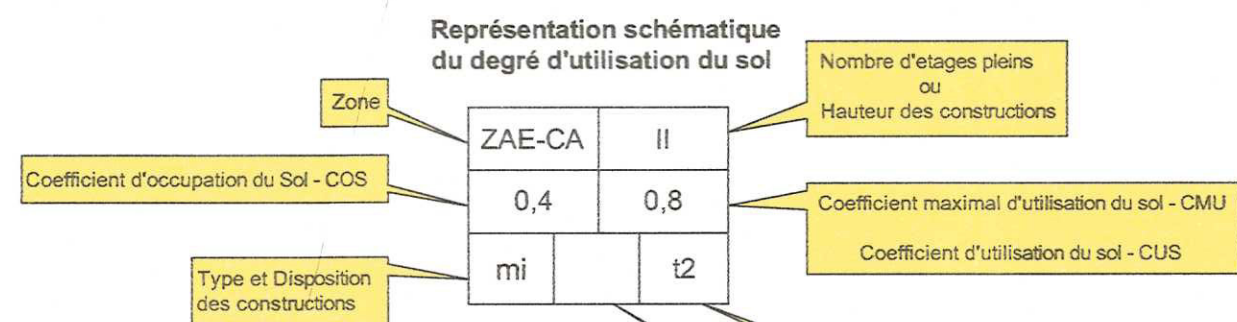 Représentation schématique
du degré d'utilisation du sol
Nombre d'etages pleins
ou
Hauteur des constructions
Zone
ZAE-CA
II
Coefficient d'occupation du Sol - COS
0,4
0,8
Coefficient maximal d'utilisation du sol - CMU
Coefficient d'utilisation du sol - CUS
Type et Disposition
des constructions
mi
t2